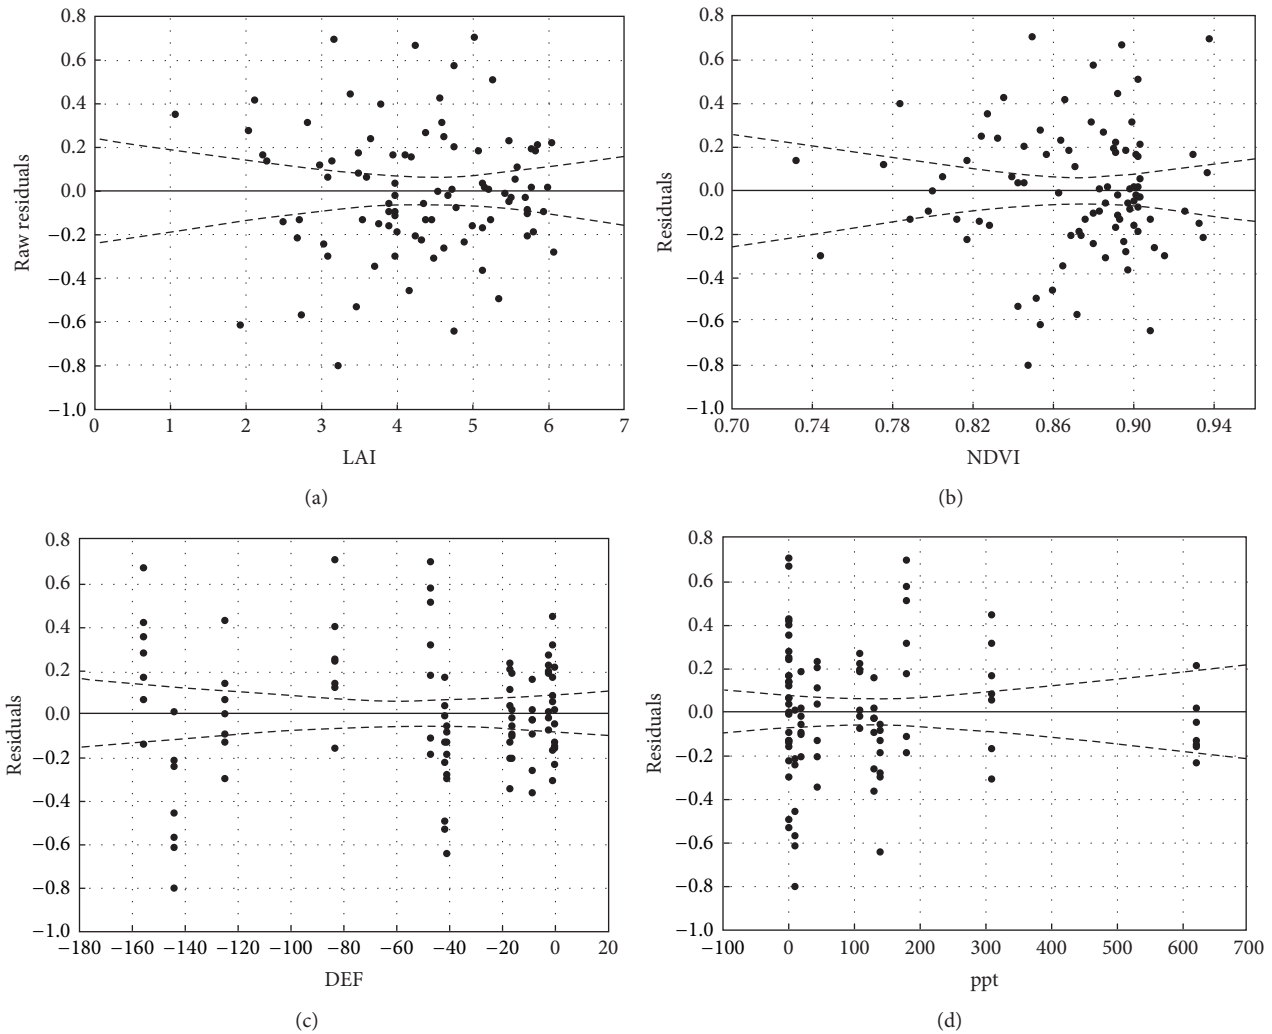 0.8
0.6
0.4
0.2
0.0
−0.2
−0.4
−0.6
−0.8
−1.0
Raw residuals
0 1 2 3 4 5 6 7
LAI
(a)
0.8
0.6
0.4
0.2
0.0
−0.2
−0.4
−0.6
−0.8
−1.0
Residuals
0.70 0.74 0.78 0.82 0.86 0.90 0.94
NDVI
(b)
0.8
0.6
0.4
0.2
0.0
−0.2
−0.4
−0.6
−0.8
−1.0
Residuals
−180 −160 −140 −120 −100 −80 −60 −40 −20 0 20
DEF
(c)
0.8
0.6
0.4
0.2
0.0
−0.2
−0.4
−0.6
−0.8
−1.0
Residuals
−100 0 100 200 300 400 500 600 700
ppt
(d)